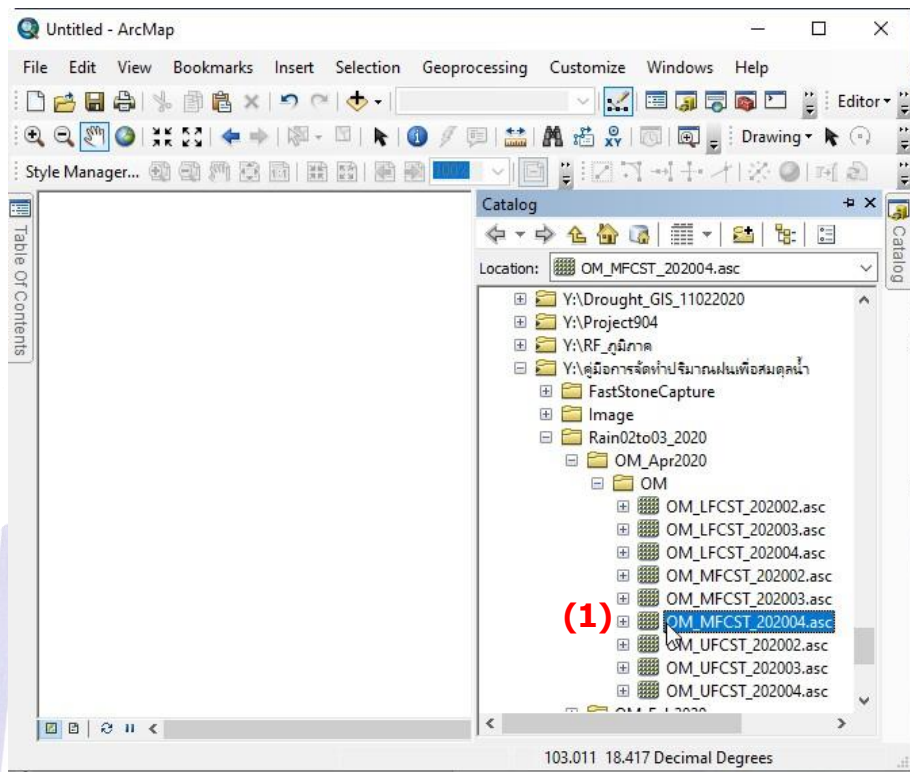 Untitled - ArcMap
File Edit View Bookmarks Insert Selection Geoprocessing Customize Windows Help
Editor
Drawing
Style Manager... 100%
Table Of Contents
Catalog
Catalog
Location: OM_MFCST_202004.asc
Y:\Drought_GIS_11022020
Y:\Project904
Y:\RF_ภูมิภาค
Y:\คู่มือการจัดทำปริมาณฝนเพื่อสมดุลน้ำ
FastStoneCapture
Image
Rain02to03_2020
OM_Apr2020
OM
OM_LFCST_202002.asc
OM_LFCST_202003.asc
OM_LFCST_202004.asc
OM_MFCST_202002.asc
OM_MFCST_202003.asc
(1) OM_MFCST_202004.asc
OM_UFCST_202002.asc
OM_UFCST_202003.asc
OM_UFCST_202004.asc
103.011 18.417 Decimal Degrees